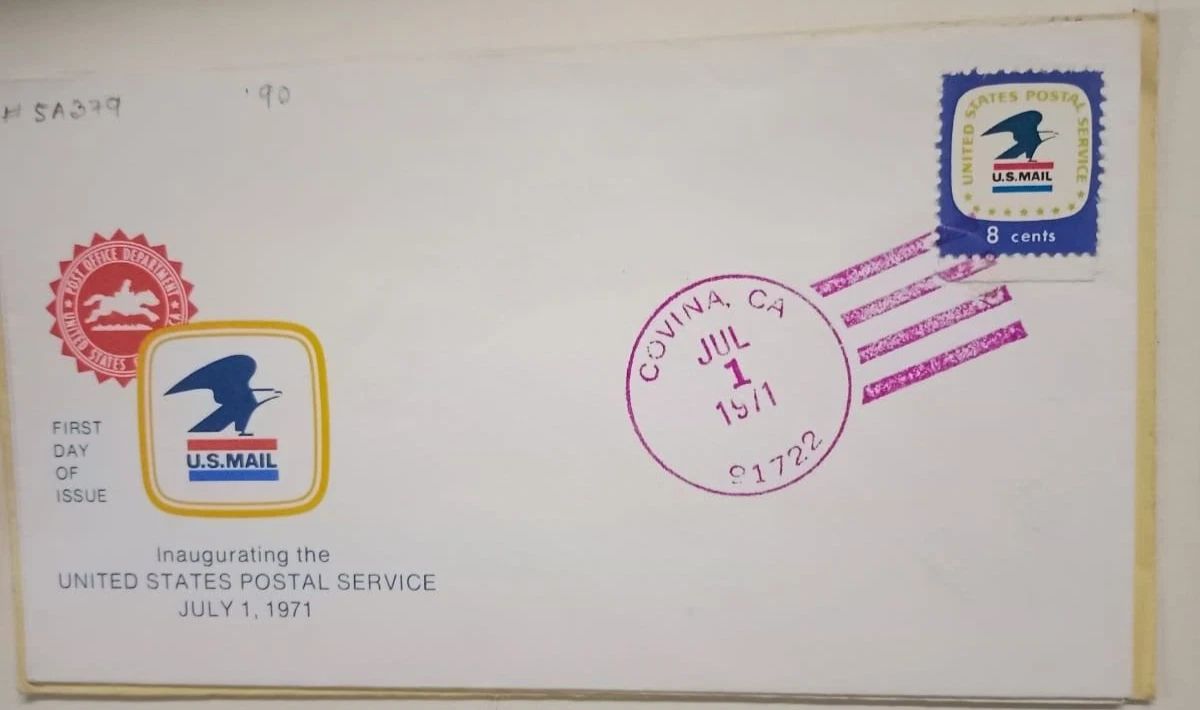 # 5A379
'90
UNITED STATES POSTAL SERVICE
U.S.MAIL
8 cents
POST OFFICE DEPARTMENT
UNITED STATES
COVINA, CA
JUL
1
1971
91722
U.S.MAIL
FIRST
DAY
OF
ISSUE
Inaugurating the
UNITED STATES POSTAL SERVICE
JULY 1, 1971